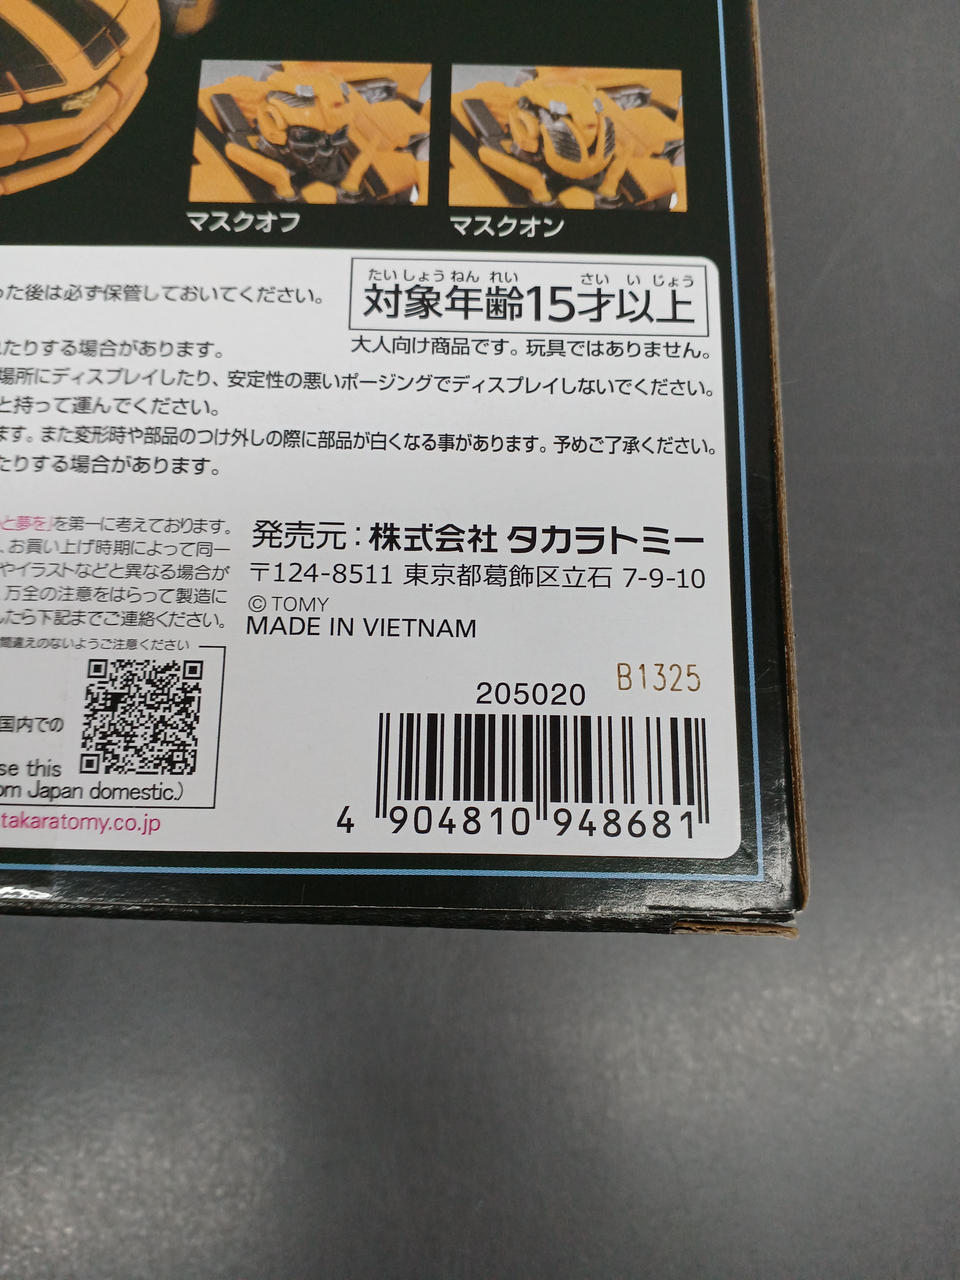 マスクオフ
マスクオン
った後は必ず保管しておいてください。
たい しょう ねん れい さい い じょう
対象年齢15才以上
大人向け商品です。玩具ではありません。
たりする場合があります。
場所にディスプレイしたり、安定性の悪いポージングでディスプレイしないでください。
と持って運んでください。
ます。また変形時や部品のつけ外しの際に部品が白くなる事があります。予めご了承ください。
たりする場合があります。
と夢を」を第一に考えております。
、お買い上げ時期によって同一
やイラストなどと異なる場合が
万全の注意をはらって製造に
したら下記までご連絡ください。
間違えのないようご注意ください
発売元：株式会社 タカラトミー
〒124-8511 東京都葛飾区立石 7-9-10
© TOMY
MADE IN VIETNAM
国内での
se this
om Japan domestic.)
takaratomy.co.jp
B1325
205020
4 904810 948681